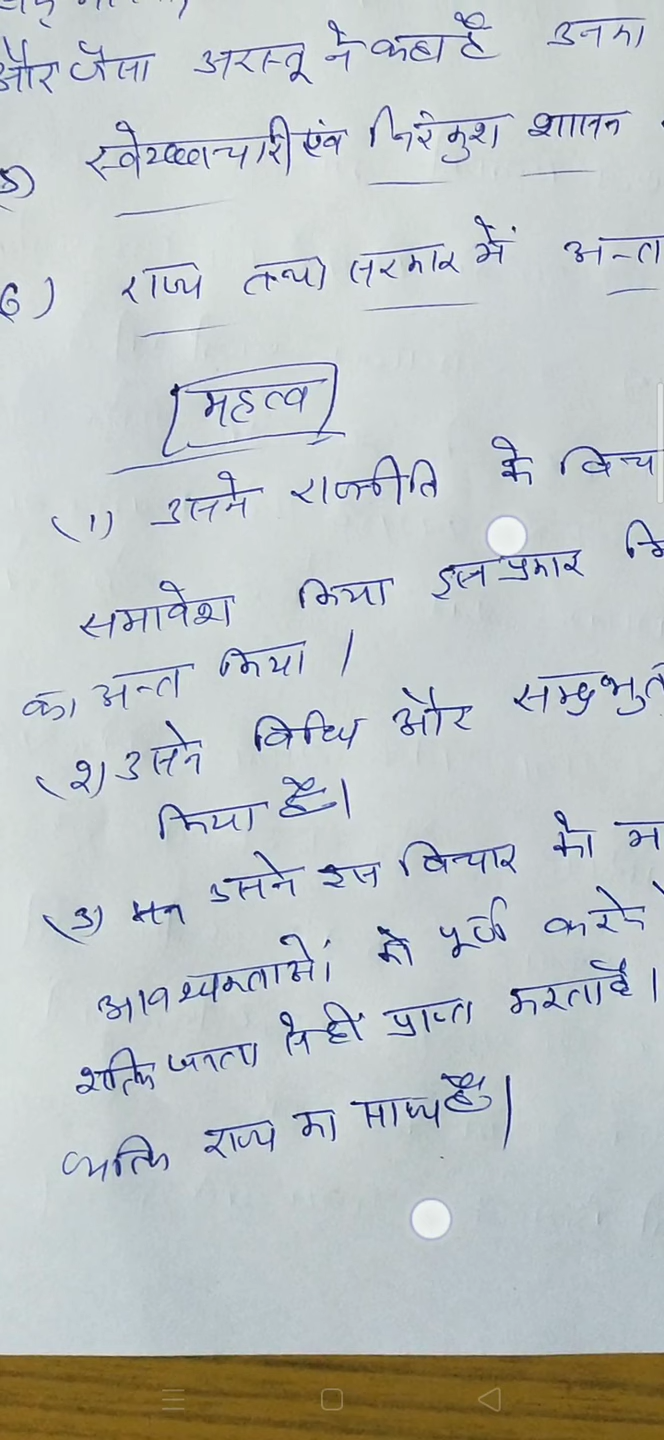 और जैसा अरस्तू ने कहा है उनका
5) स्वेच्छाचारी एवं निरंकुश शासन
6) राज्य तथा सरकार में अन्त
महत्व
(1) उसने राजनीति के विच
समावेश किया इस प्रकार
का अन्त किया।
(2) उसने विधि और सम्प्रभुत
किया है।
(3) उसने इस विचार को
आवश्यकताओं को पूर्ण करके
शक्ति जनता से ही प्राप्त करता है।
व्यक्ति राज्य का साध्य है।